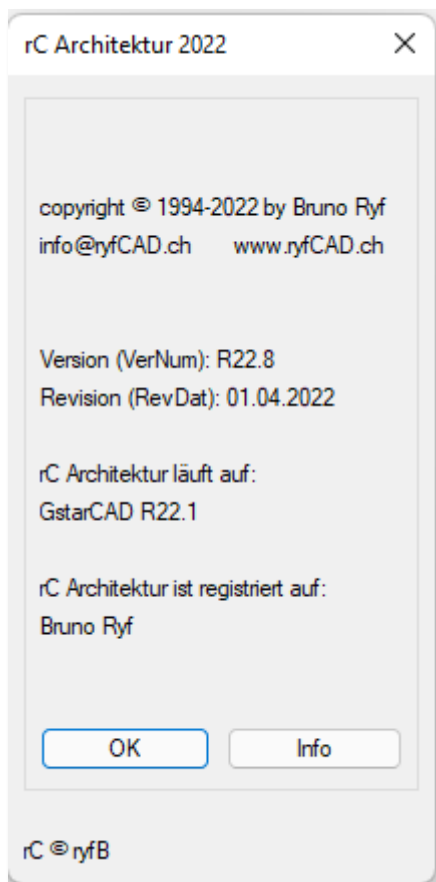 rC Architektur 2022
copyright © 1994-2022 by Bruno Ryf
info@ryfCAD.ch www.ryfCAD.ch
Version (VerNum): R22.8
Revision (RevDat): 01.04.2022
rC Architektur läuft auf:
GstarCAD R22.1
rC Architektur ist registriert auf:
Bruno Ryf
OK Info
rC © ryfB